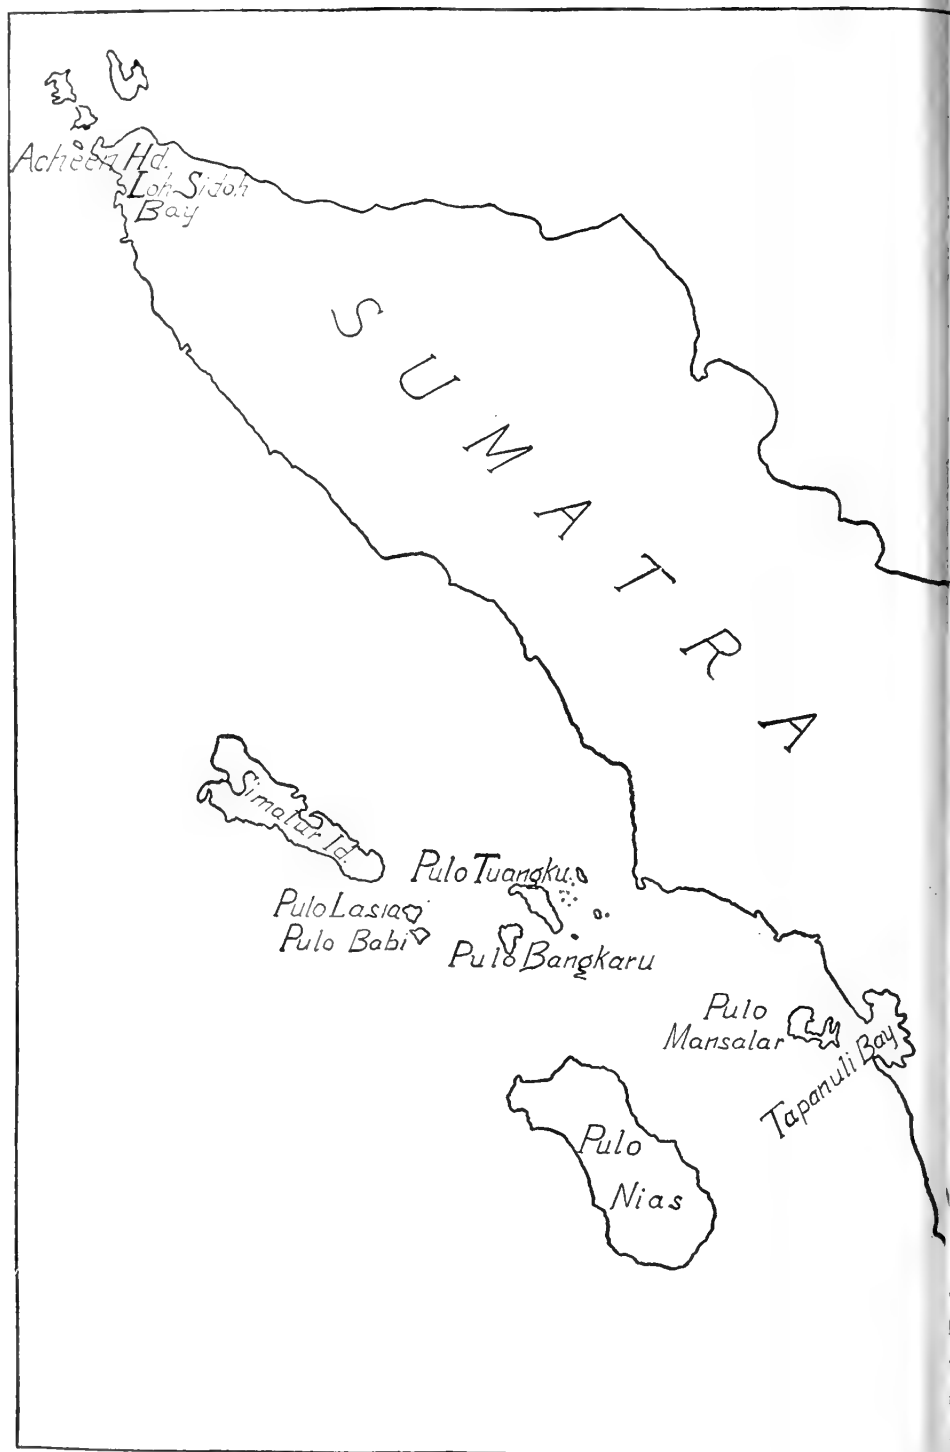 Acheen Hd.
Loh Sidoh
Bay
SUMATRA
Simalur Id.
Pulo Tuangku
Pulo Lasia
Pulo Babi
Pulo Bangkaru
Pulo
Mansalar
Tapanuli Bay
Pulo
Nias